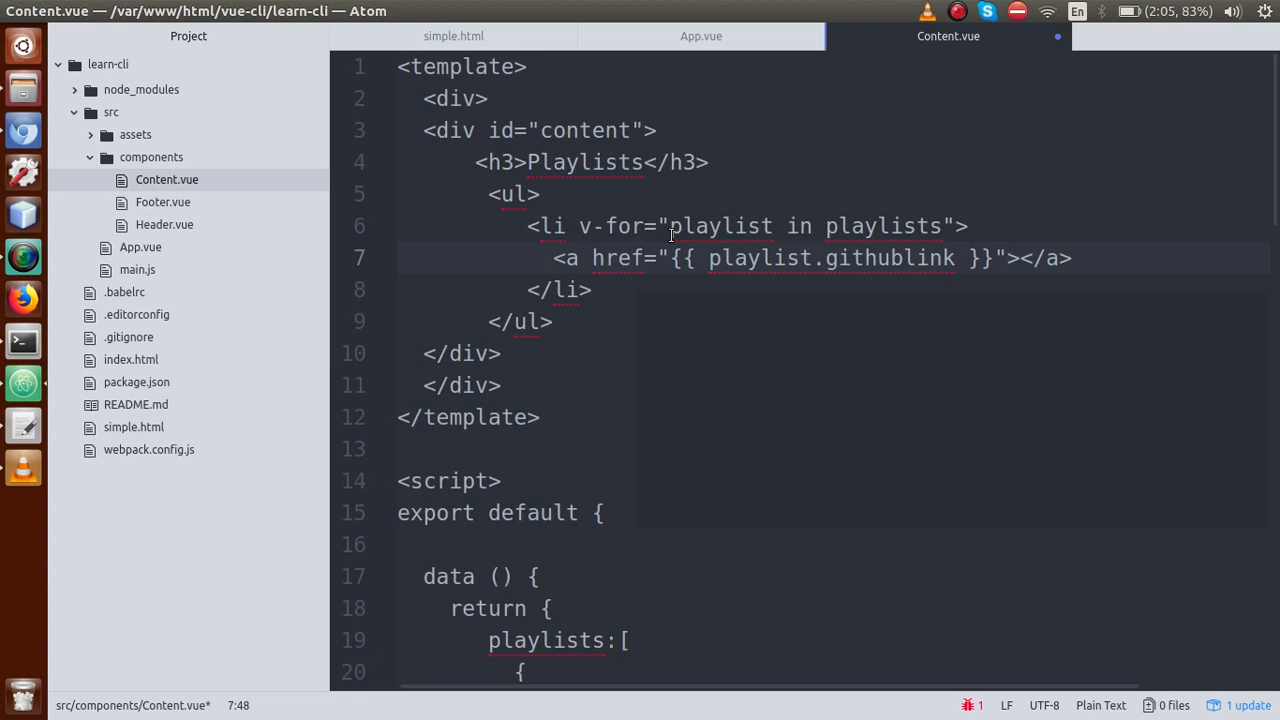 Content.vue — /var/www/html/vue-cli/learn-cli — Atom
En
(2:05, 83%)
Project
simple.html
App.vue
Content.vue
learn-cli
node_modules
src
assets
components
Content.vue
Footer.vue
Header.vue
App.vue
main.js
.babelrc
.editorconfig
.gitignore
index.html
package.json
README.md
simple.html
webpack.config.js
1 <template>
2 <div>
3 <div id="content">
4 <h3>Playlists</h3>
5 <ul>
6 <li v-for="playlist in playlists">
7 <a href="{{ playlist.githublink }}"></a>
8 </li>
9 </ul>
10 </div>
11 </div>
12 </template>
13
14 <script>
15 export default {
16
17 data () {
18 return {
19 playlists:[
20 {
src/components/Content.vue* 7:48
1 LF UTF-8 Plain Text 0 files 1 update